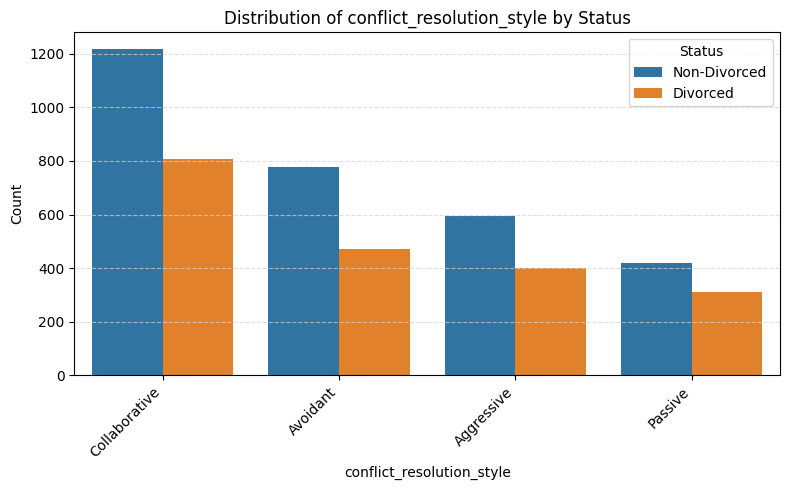 Distribution of conflict_resolution_style by Status
Status
Non-Divorced
Divorced
Count
1200
1000
800
600
400
200
0
Collaborative
Avoidant
Aggressive
Passive
conflict_resolution_style